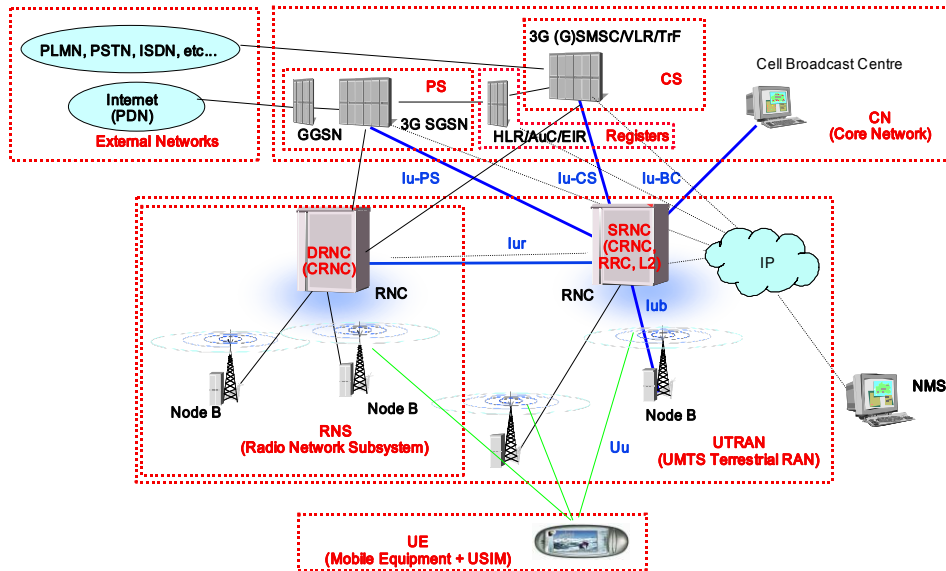 3G (G)SMSC/VLR/TrF
PLMN, PSTN, ISDN, etc...
Cell Broadcast Centre
PS
CS
Internet
(PDN)
External Networks
GGSN
3G SGSN
HLR/AuC/EIR
Registers
CN
(Core Network)
Iu-PS
Iu-CS
Iu-BC
DRNC
(CRNC)
Iur
SRNC
(CRNC,
RRC, L2)
IP
RNC
RNC
Iub
Node B
Node B
Node B
NMS
RNS
(Radio Network Subsystem)
Uu
UTRAN
(UMTS Terrestrial RAN)
UE
(Mobile Equipment + USIM)